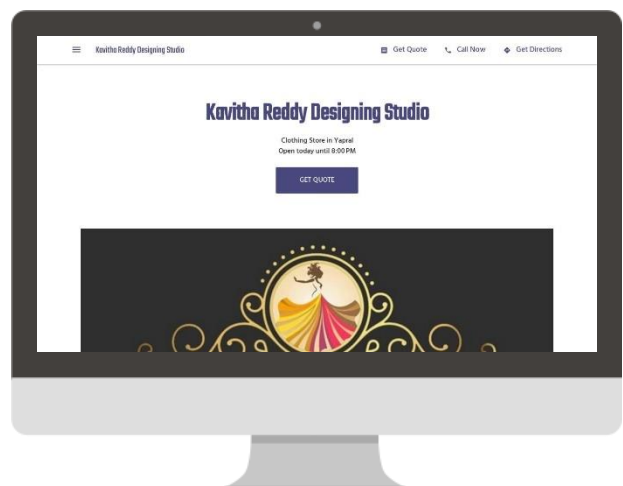 Kavitha Reddy Designing Studio
Get Quote
Call Now
Get Directions
Kavitha Reddy Designing Studio
Clothing Store in Yapral
Open today until 8:00 PM
GET QUOTE